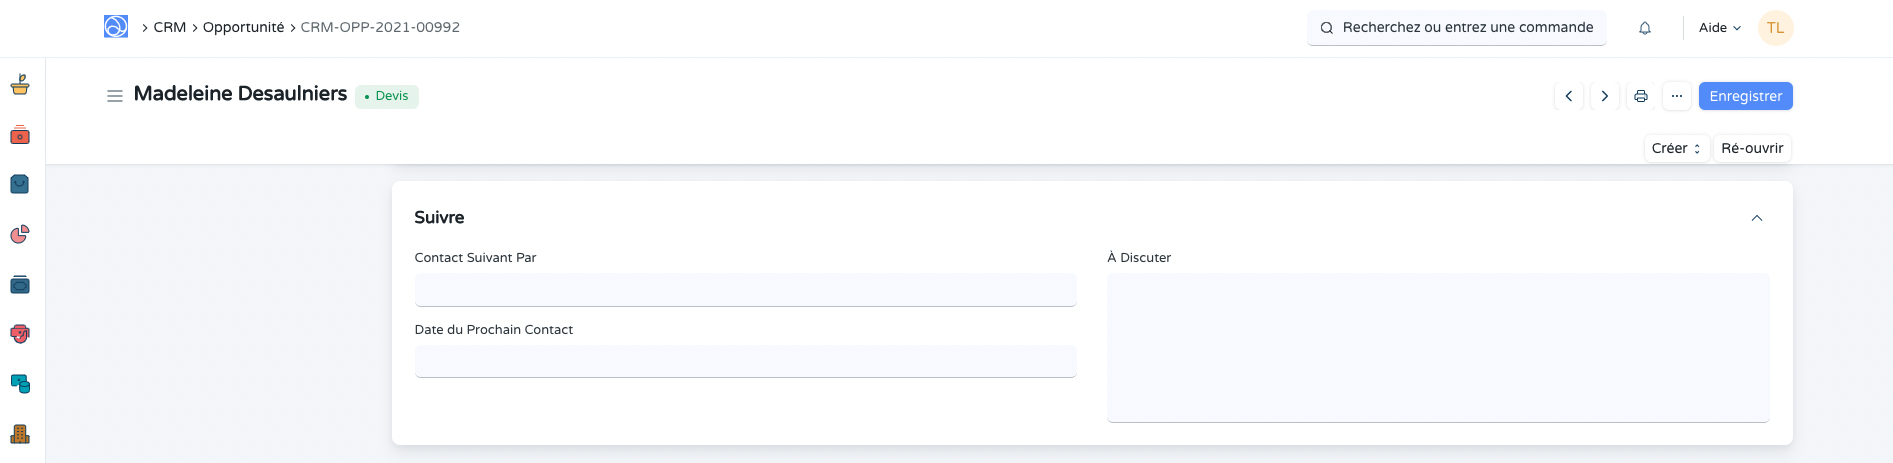 CRM Opportunité CRM-OPP-2021-00992
Recherchez ou entrez une commande
Aide
TL
Madeleine Desaulniers
Devis
Enregistrer
Créer
Ré-ouvrir
Suivre
Contact Suivant Par
À Discuter
Date du Prochain Contact